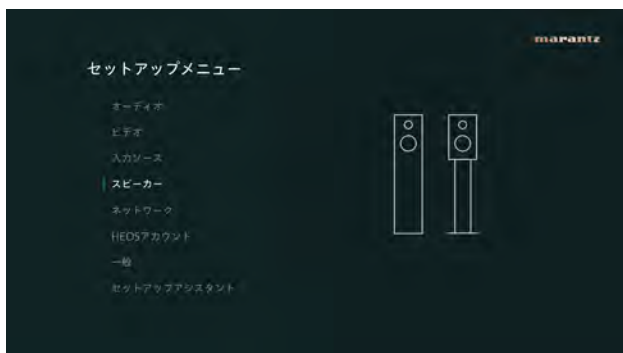 marantz
セットアップメニュー
オーディオ
ビデオ
入力ソース
スピーカー
ネットワーク
HEOSアカウント
一般
セットアップアシスタント